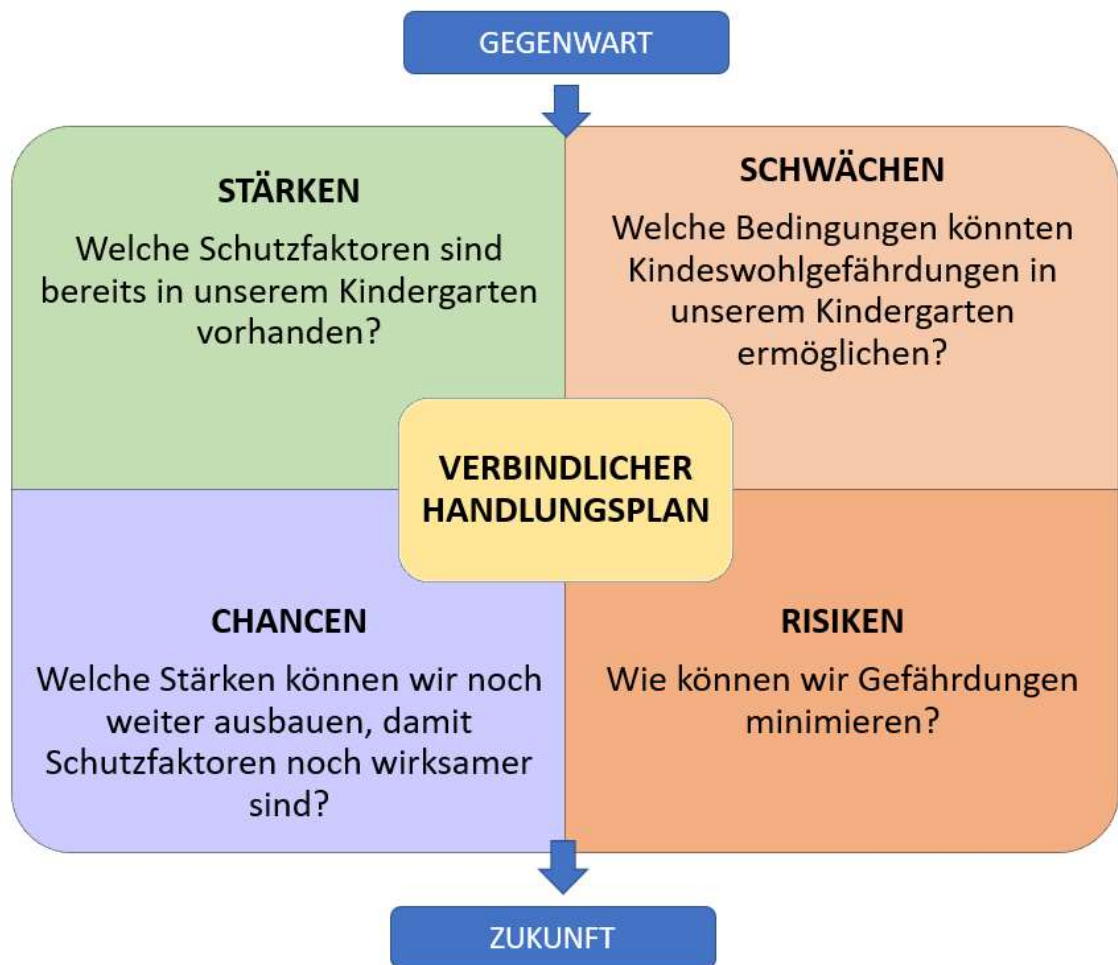 GEGENWART
STÄRKEN
Welche Schutzfaktoren sind
bereits in unserem Kindergarten
vorhanden?
SCHWÄCHEN
Welche Bedingungen könnten
Kindeswohlgefährdungen in
unserem Kindergarten
ermöglichen?
VERBINDLICHER
HANDLUNGSPLAN
CHANCEN
Welche Stärken können wir noch
weiter ausbauen, damit
Schutzfaktoren noch wirksamer
sind?
RISIKEN
Wie können wir Gefährdungen
minimieren?
ZUKUNFT